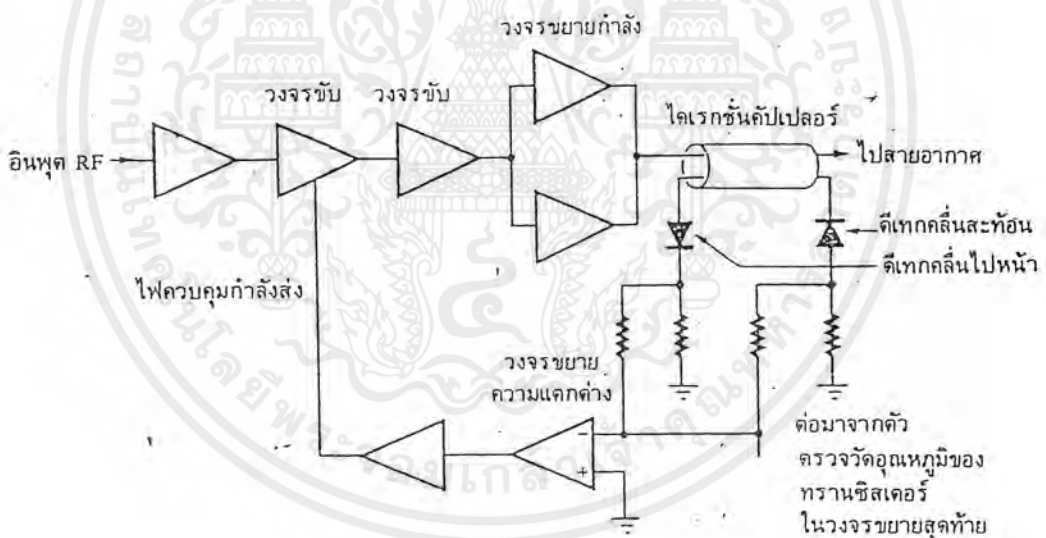 วงจรขยายกำลัง
วงจรขับ
วงจรขับ
ไดเรกชั่นคัปเปลอร์
อินพุต RF
ไปสายอากาศ
ดีเทกคลื่นสะท้อน
ดีเทกคลื่นไปหน้า
ไฟควบคุมกำลังส่ง
วงจรขยาย
ความแตกต่าง
-
+
ต่อมาจากตัว
ตรวจวัดอุณหภูมิของ
ทรานซิสเตอร์
ในวงจรขยายสุดท้าย